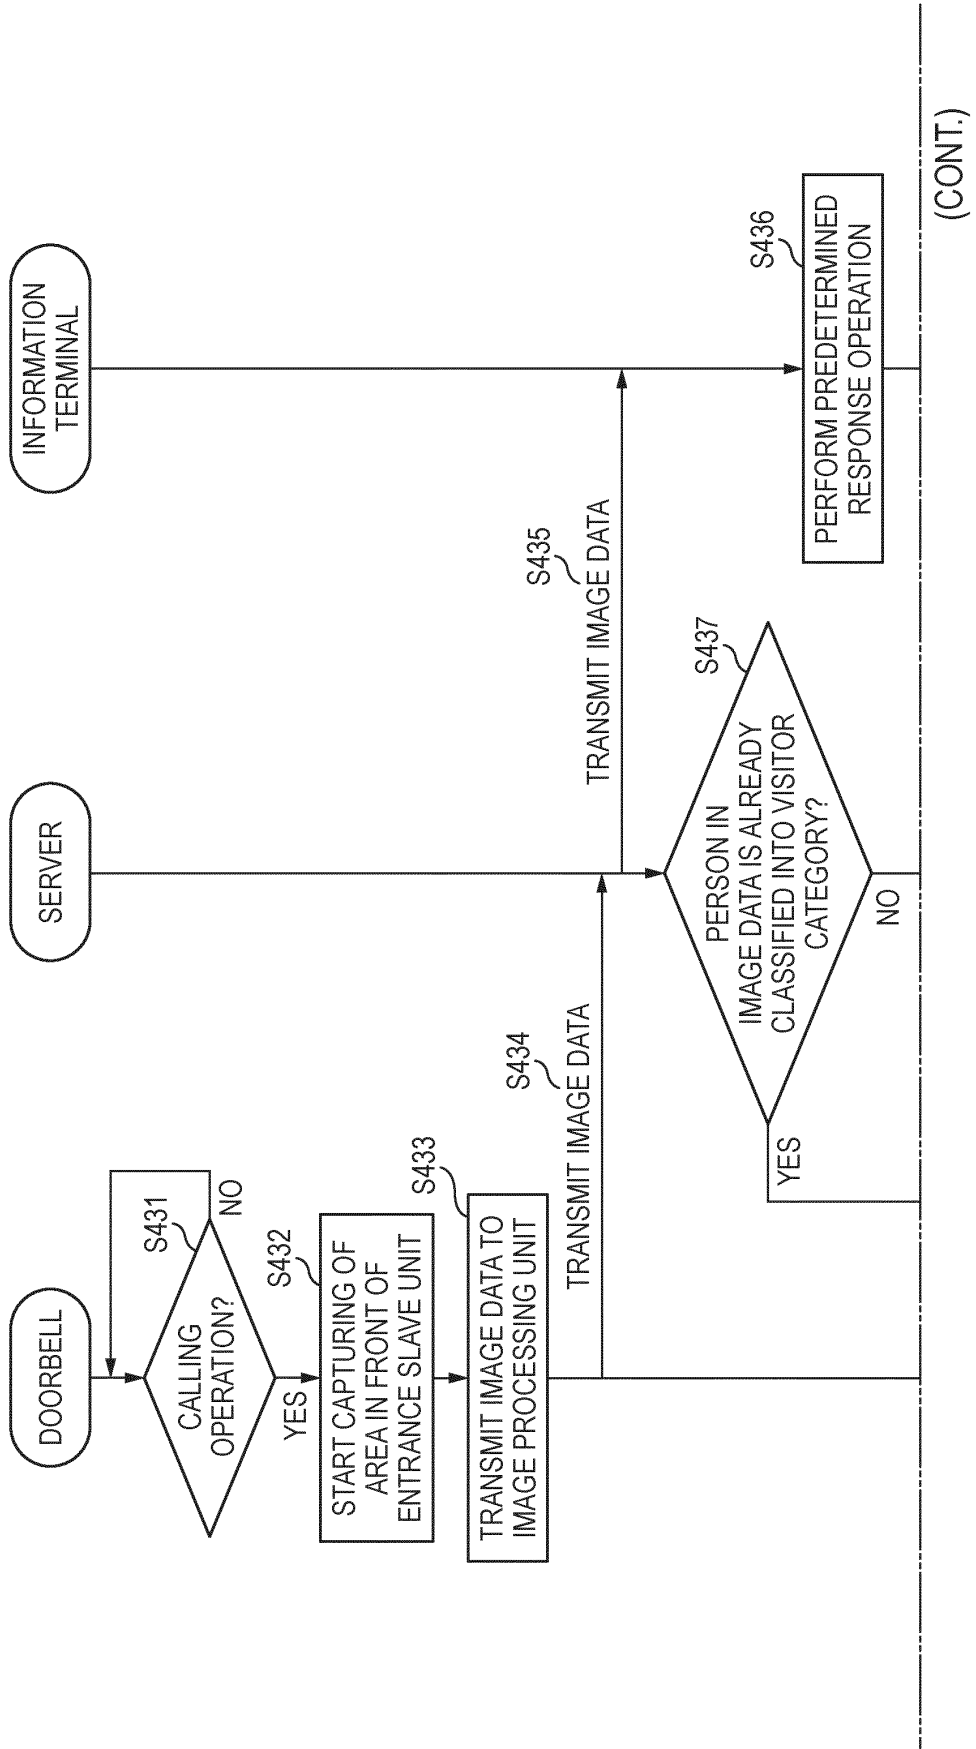 DOORBELL
SERVER
INFORMATION
TERMINAL
S431
CALLING
OPERATION?
NO
YES
S432
START CAPTURING OF
AREA IN FRONT OF
ENTRANCE SLAVE UNIT
S433
TRANSMIT IMAGE DATA TO
IMAGE PROCESSING UNIT
S434
TRANSMIT IMAGE DATA
S435
TRANSMIT IMAGE DATA
S437
PERSON IN
IMAGE DATA IS ALREADY
CLASSIFIED INTO VISITOR
CATEGORY?
YES
NO
S436
PERFORM PREDETERMINED
RESPONSE OPERATION
(CONT.)